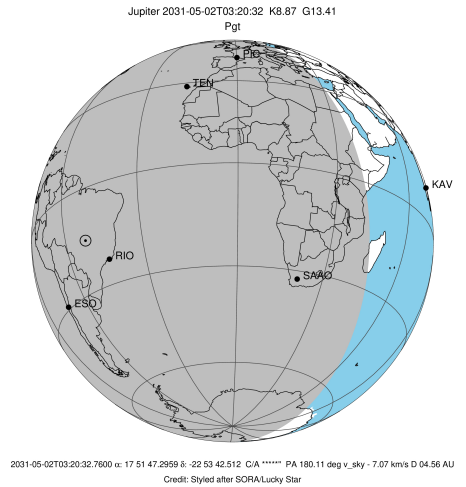 Jupiter 2031-05-02T03:20:32 K8.87 G13.41
Pgt
PIC
TEN
KAV
RIO
SAAO
ESO
2031-05-02T03:20:32.7600 α: 17 51 47.2959 δ: -22 53 42.512 C/A *****" PA 180.11 deg v_sky - 7.07 km/s D 04.56 AU
Credit: Styled after SORA/Lucky Star